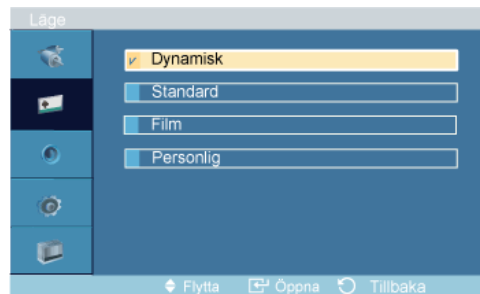 Läge
Dynamisk
Standard
Film
Personlig
Flytta Öppna Tillbaka